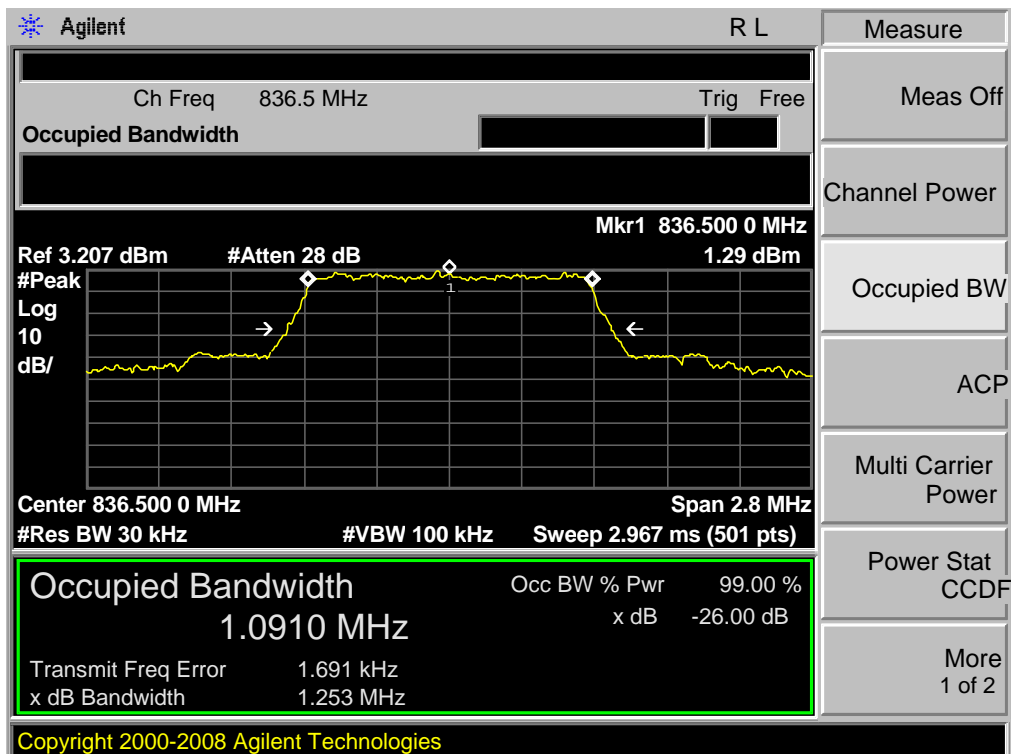 Agilent R L Measure
Ch Freq 836.5 MHz Trig Free
Occupied Bandwidth
Meas Off
Channel Power
Occupied BW
ACP
Multi Carrier
Power
Power Stat
CCDF
More
1 of 2
Mkr1 836.500 0 MHz
Ref 3.207 dBm #Atten 28 dB 1.29 dBm
#Peak
Log
10
dB/
1
Center 836.500 0 MHz Span 2.8 MHz
#Res BW 30 kHz #VBW 100 kHz Sweep 2.967 ms (501 pts)
Occupied Bandwidth Occ BW % Pwr 99.00 %
1.0910 MHz x dB -26.00 dB
Transmit Freq Error 1.691 kHz
x dB Bandwidth 1.253 MHz
Copyright 2000-2008 Agilent Technologies